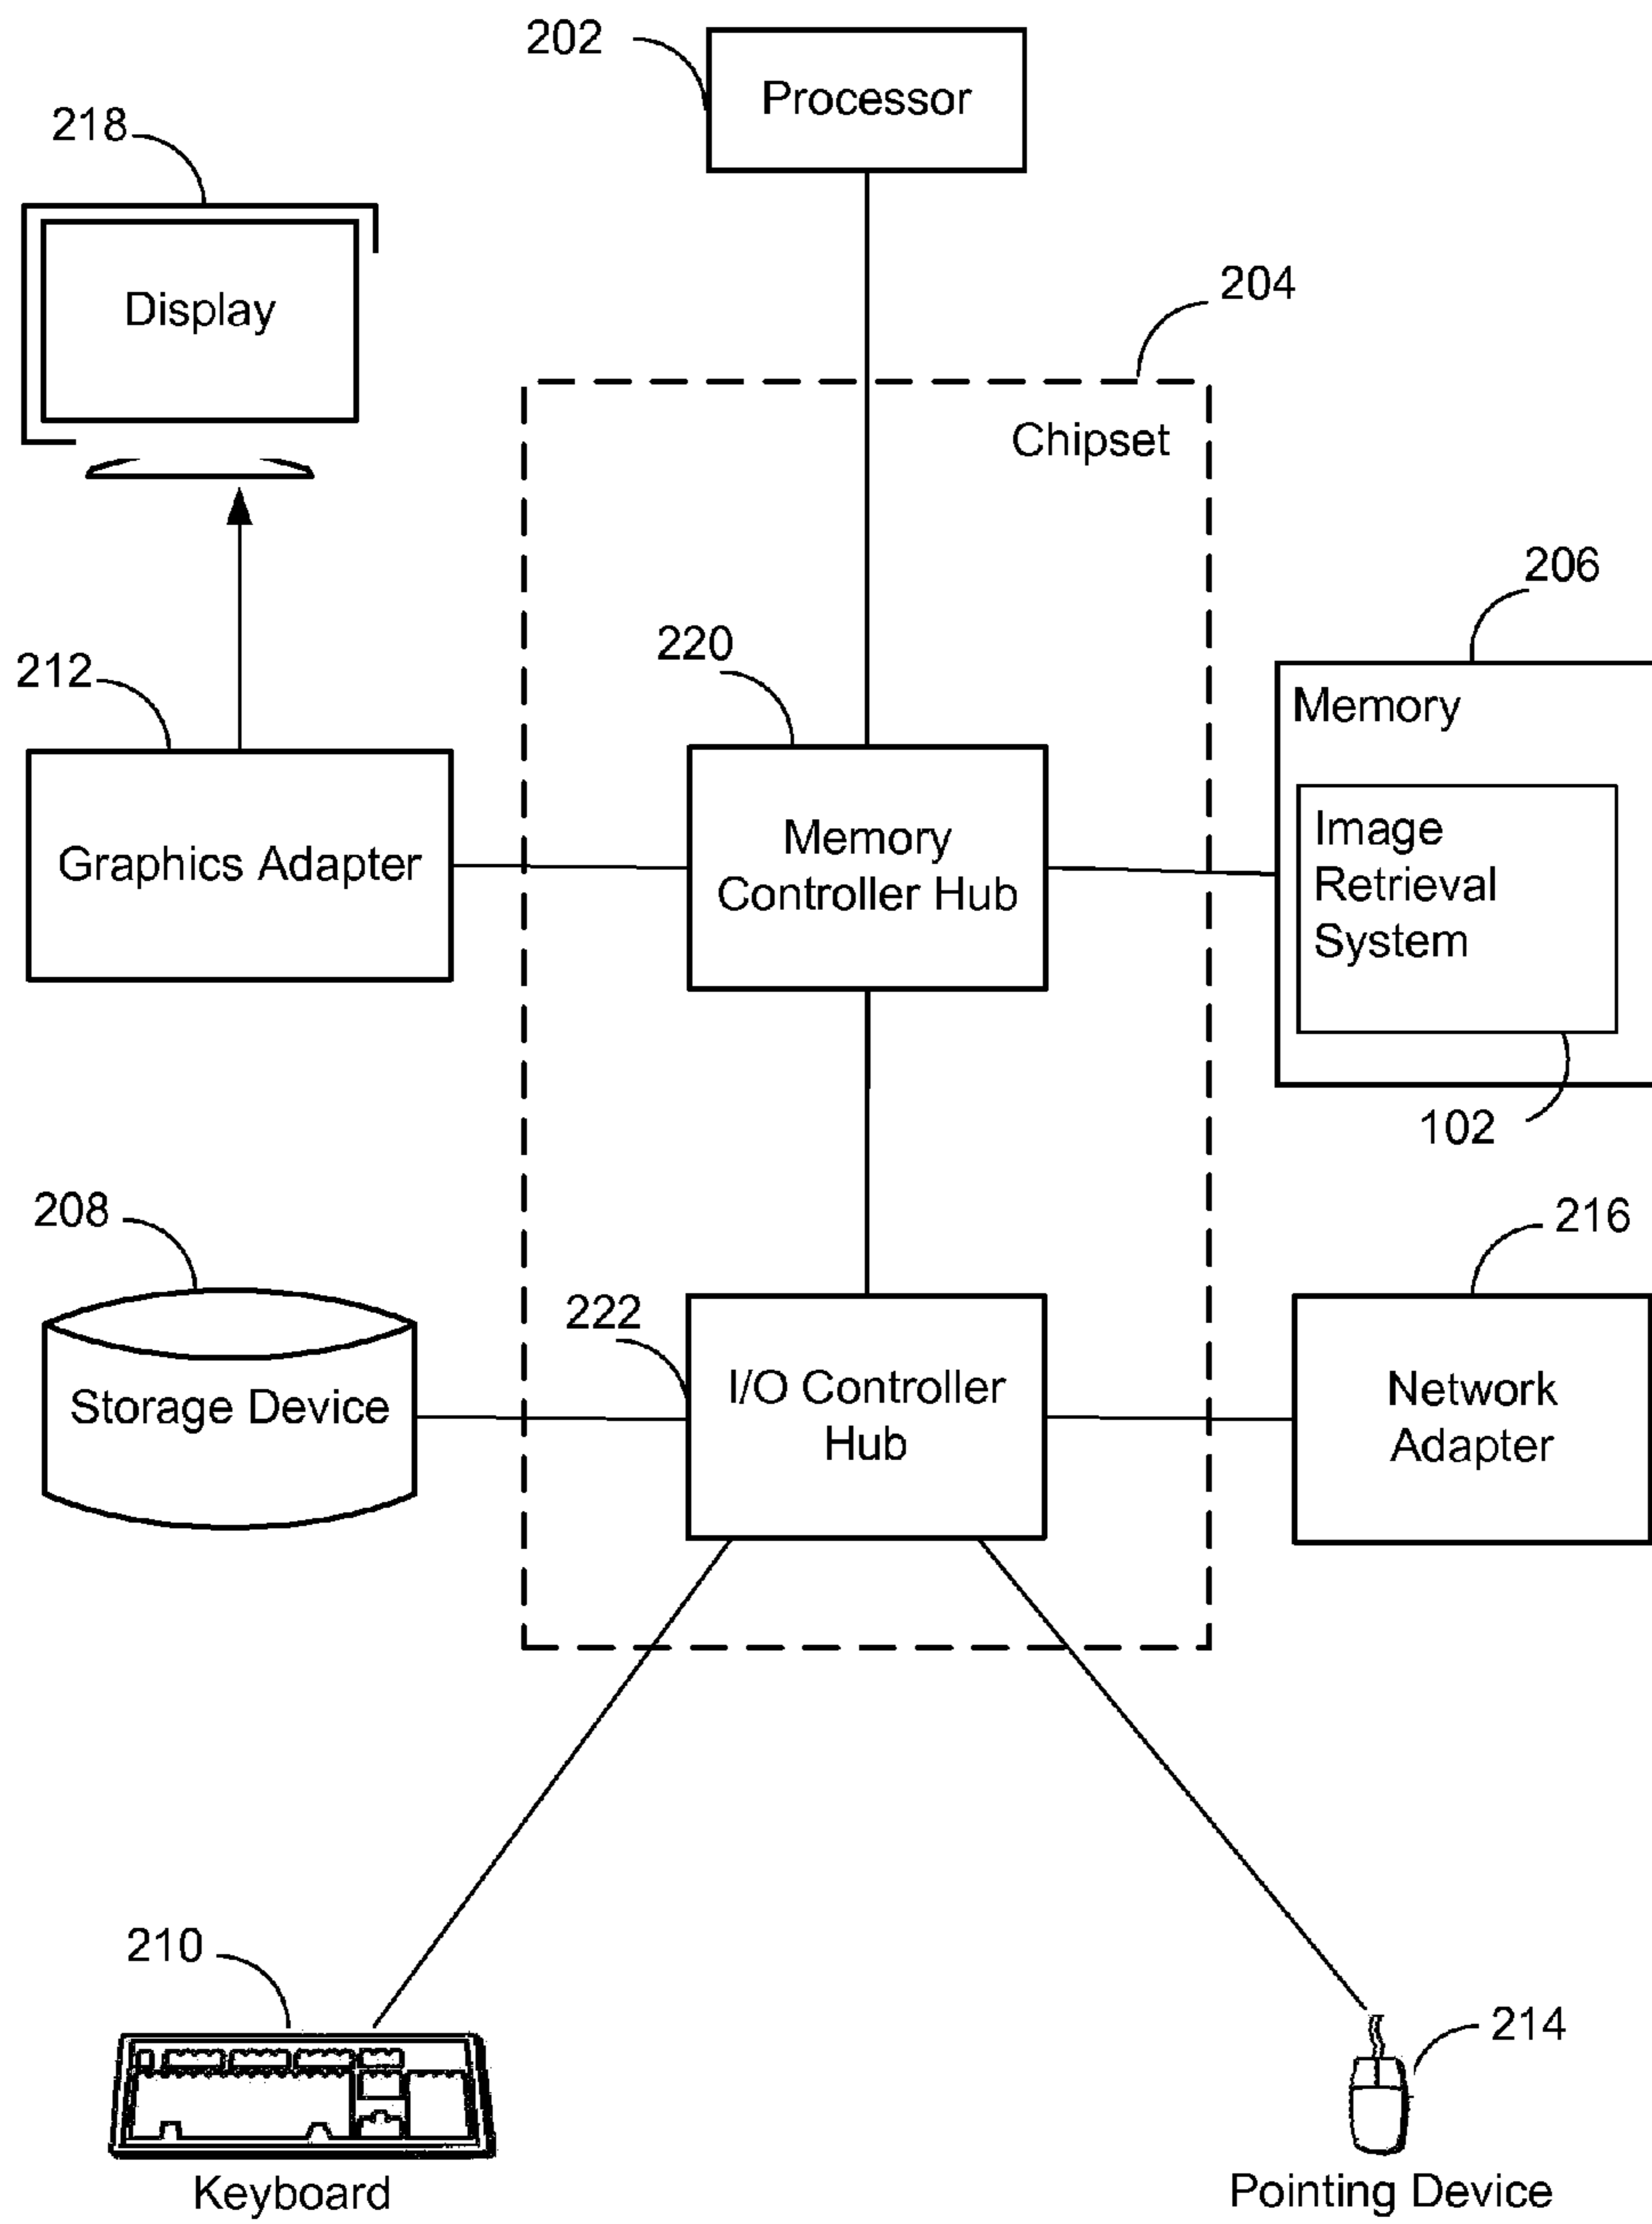 202
Processor
218
Display
204
Chipset
206
Memory
220
212
Graphics Adapter
Memory
Controller Hub
Image
Retrieval
System
102
208
Storage Device
222
I/O Controller
Hub
216
Network
Adapter
210
Keyboard
214
Pointing Device